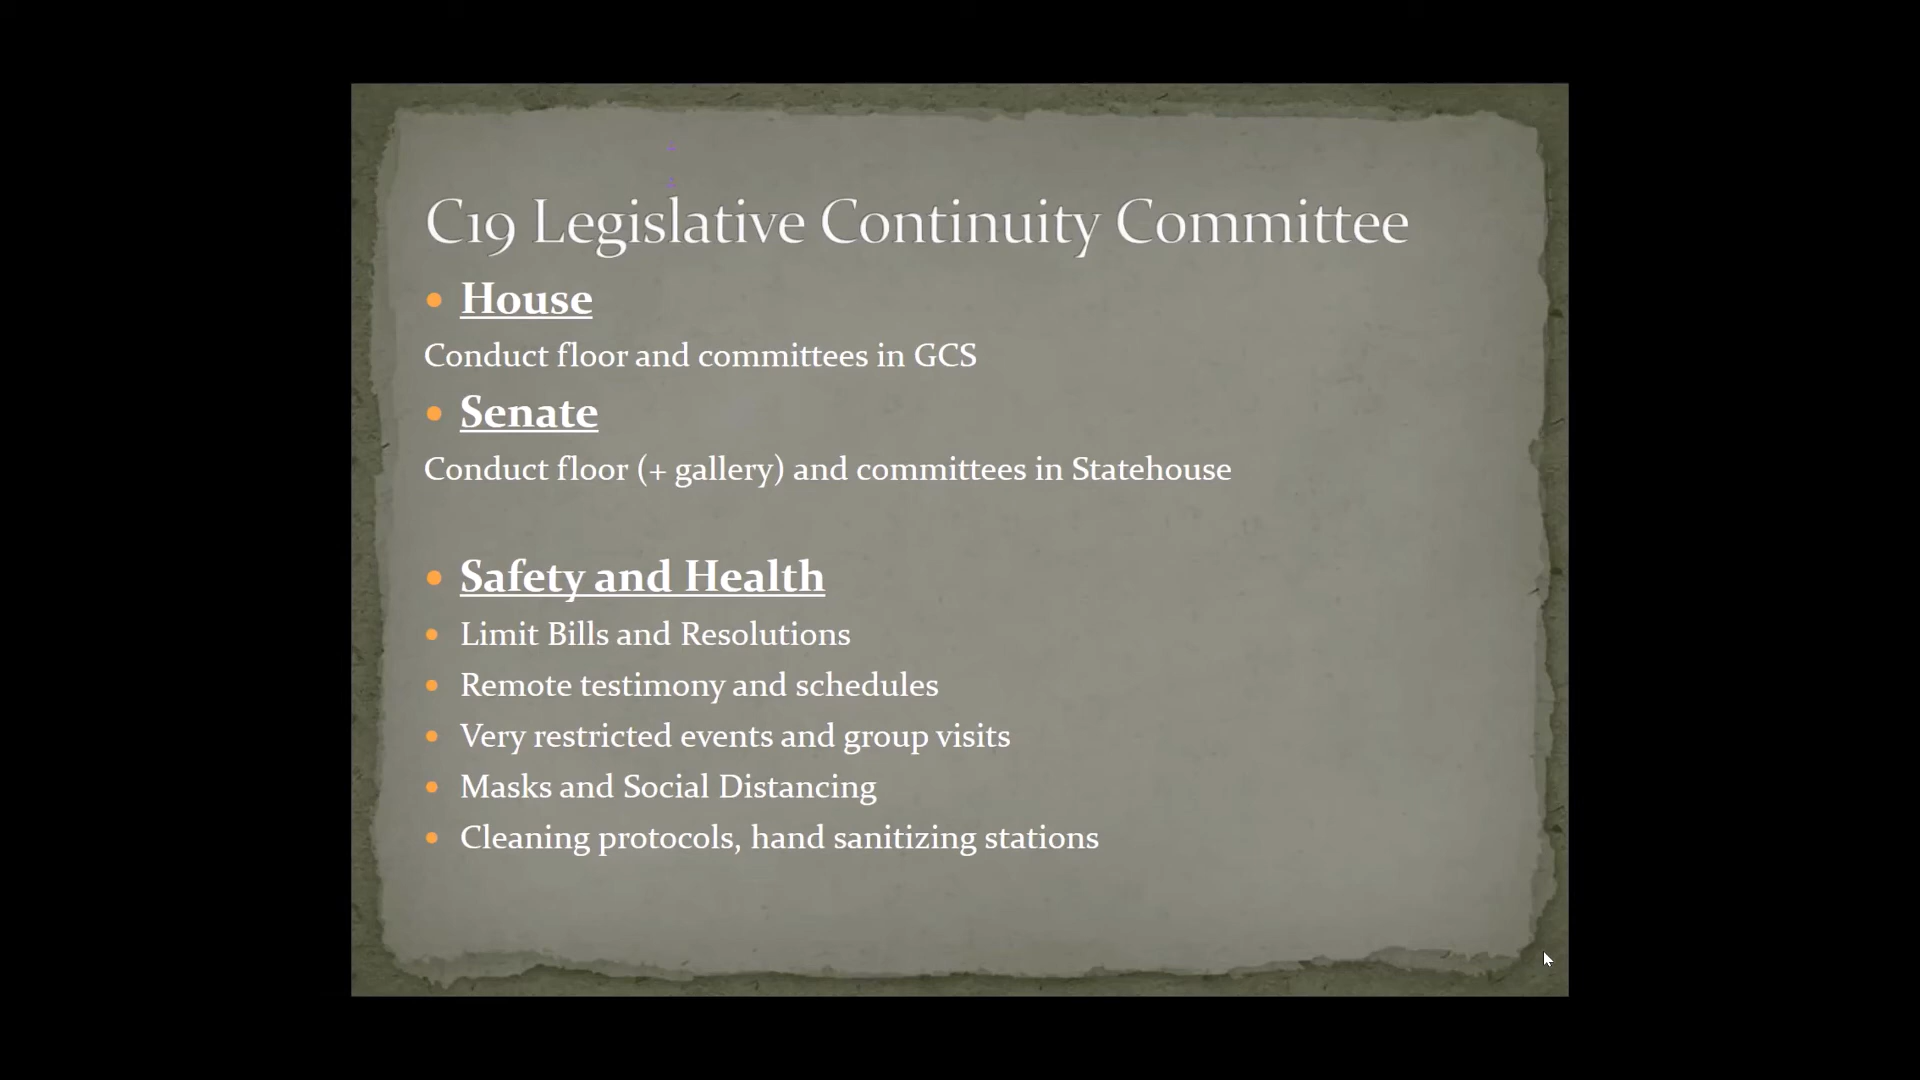 C19 Legislative Continuity Committee
• House
Conduct floor and committees in GCS
• Senate
Conduct floor (+ gallery) and committees in Statehouse
• Safety and Health
• Limit Bills and Resolutions
• Remote testimony and schedules
• Very restricted events and group visits
• Masks and Social Distancing
• Cleaning protocols, hand sanitizing stations